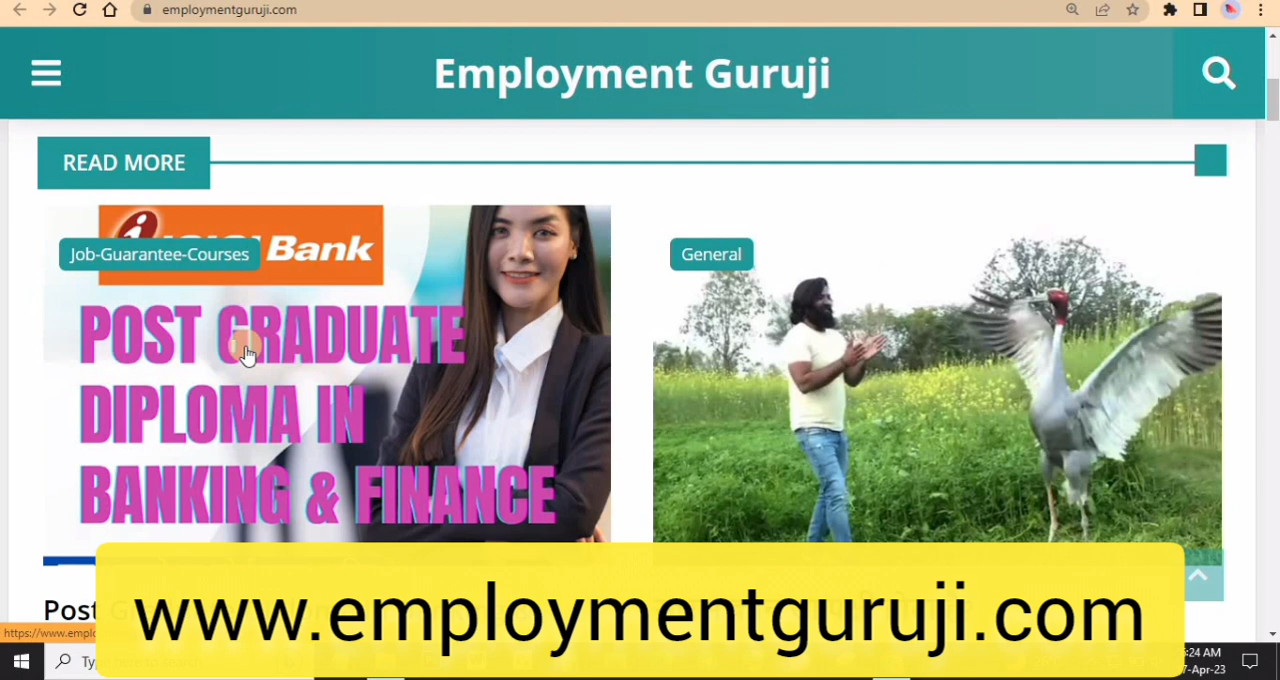 employmentguruji.com
Employment Guruji
READ MORE
Bank
Job-Guarantee-Courses
General
POST GRADUATE
DIPLOMA IN
BANKING & FINANCE
Post
www.employmentguruji.com